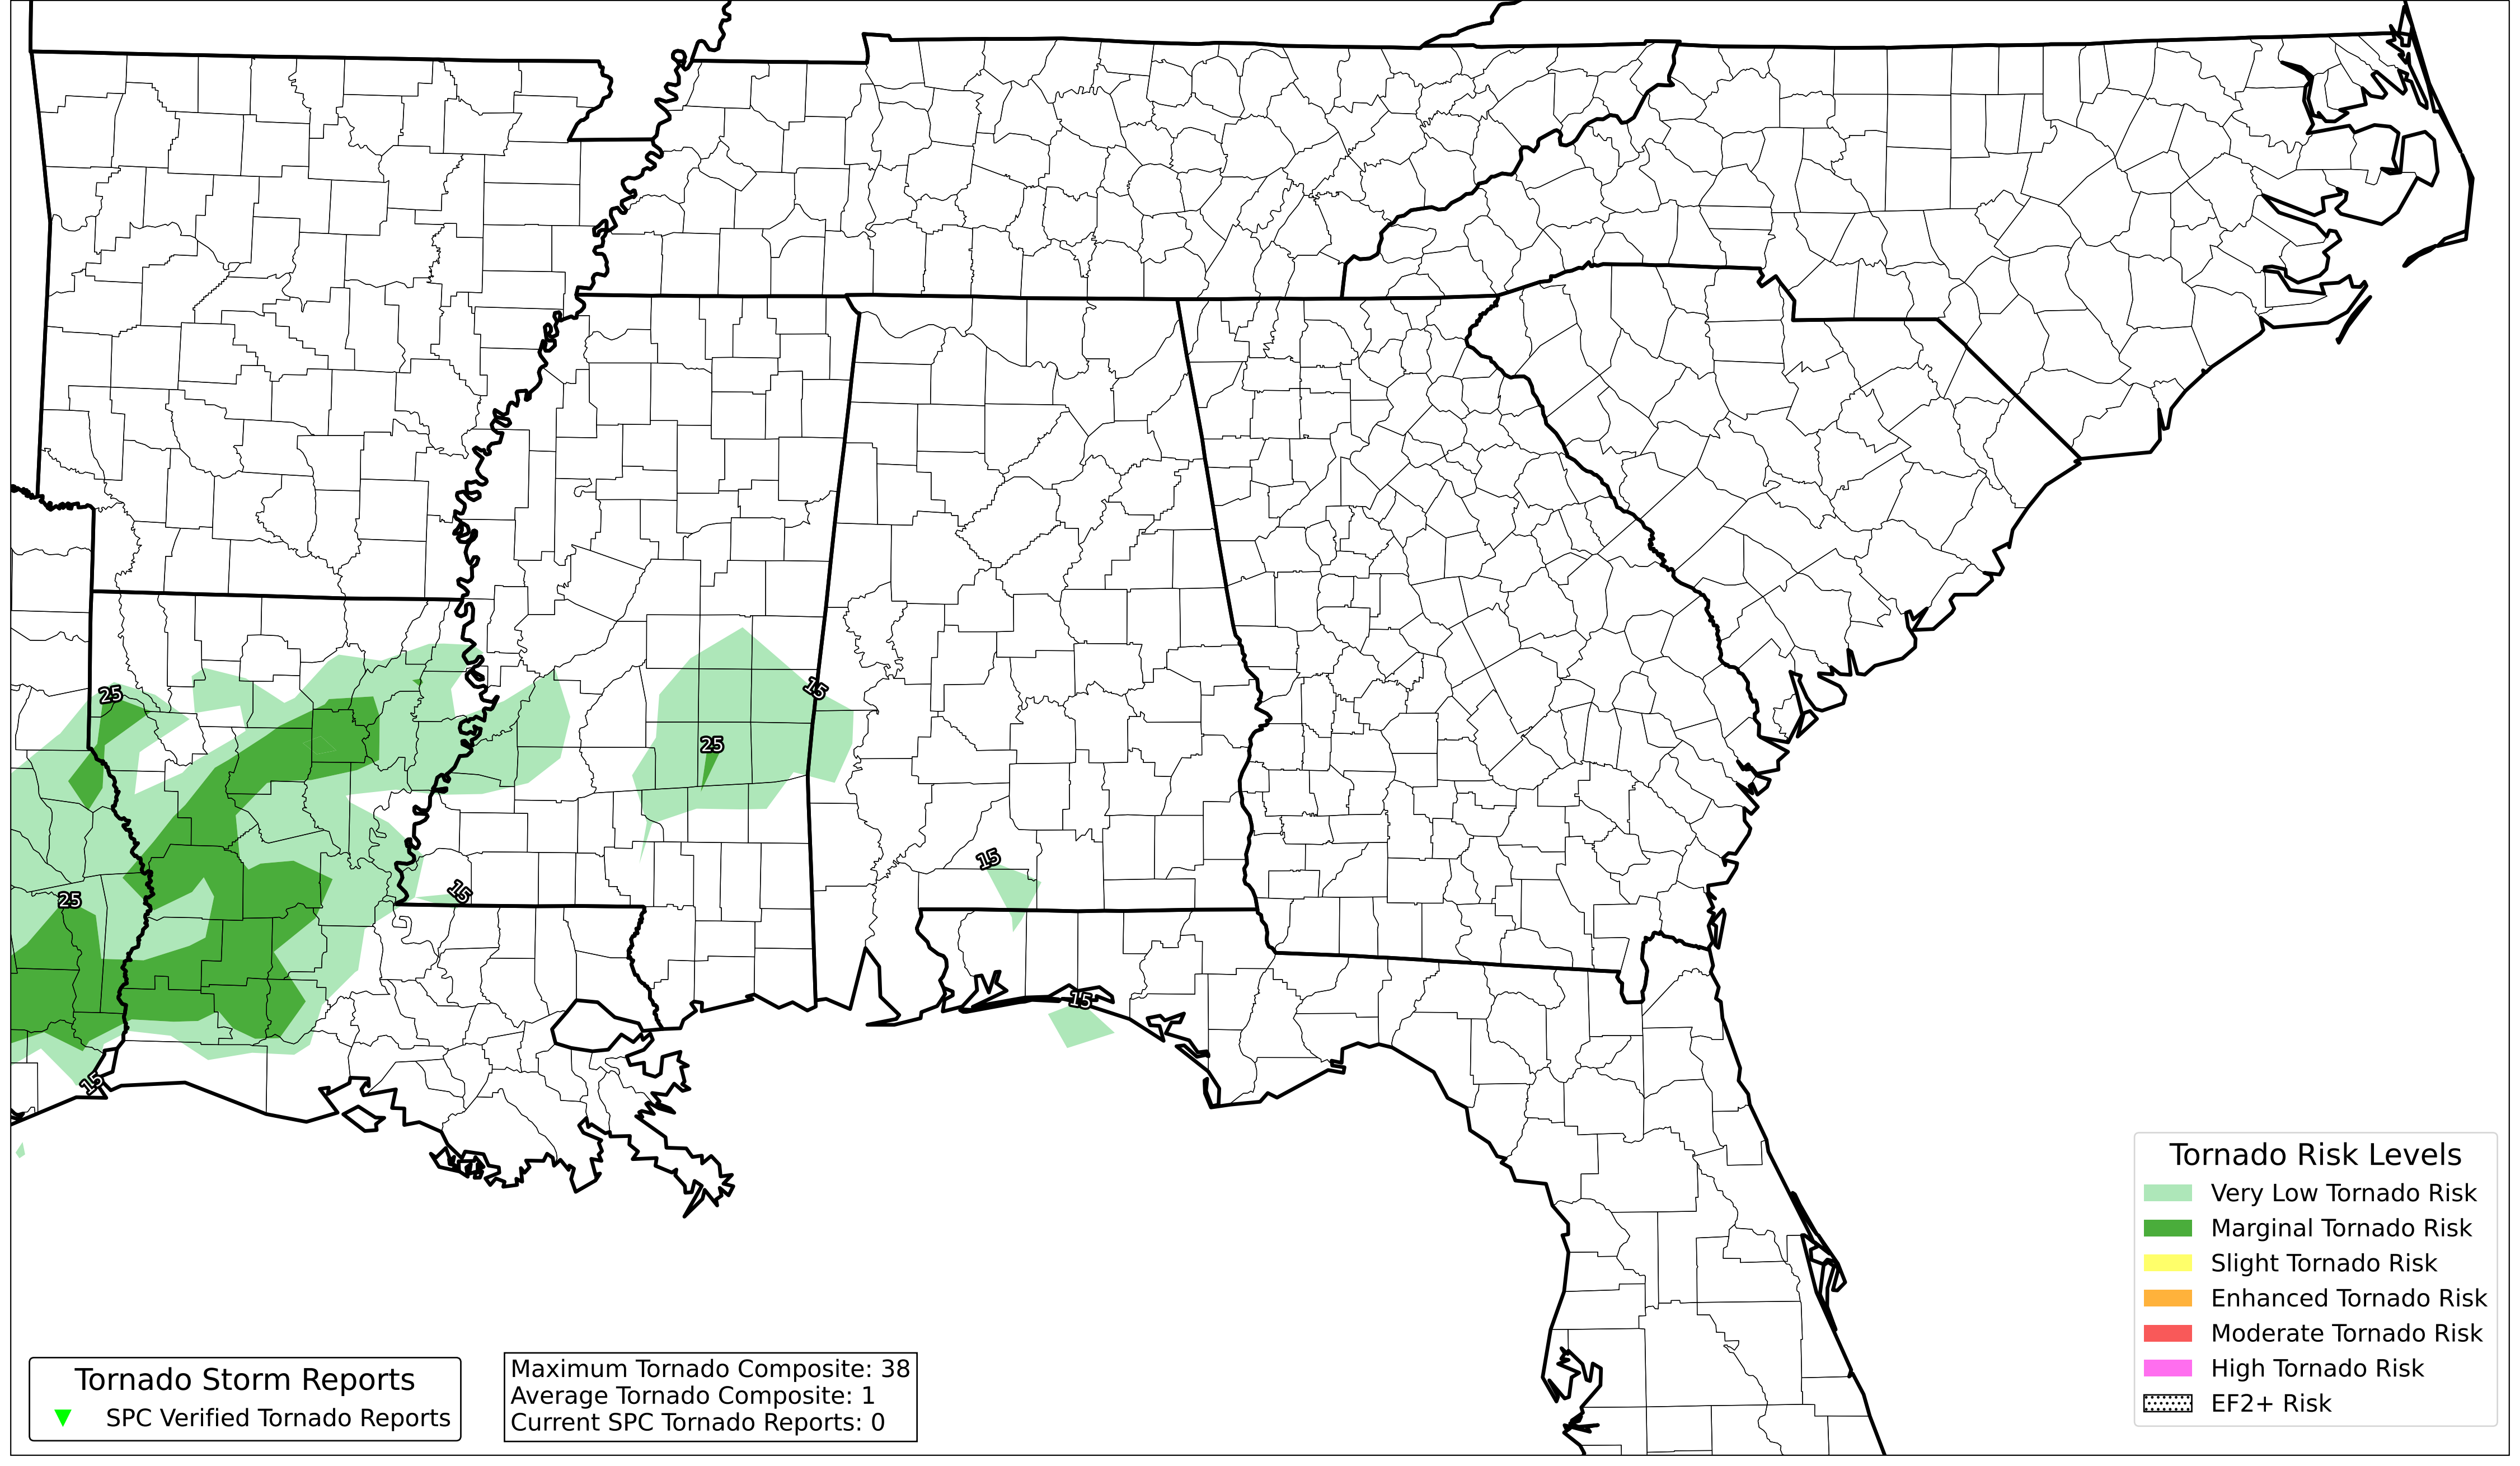 25
15
25
15
25
15
15
15
Tornado Storm Reports
SPC Verified Tornado Reports
Maximum Tornado Composite: 38
Average Tornado Composite: 1
Current SPC Tornado Reports: 0
Tornado Risk Levels
Very Low Tornado Risk
Marginal Tornado Risk
Slight Tornado Risk
Enhanced Tornado Risk
Moderate Tornado Risk
High Tornado Risk
EF2+ Risk